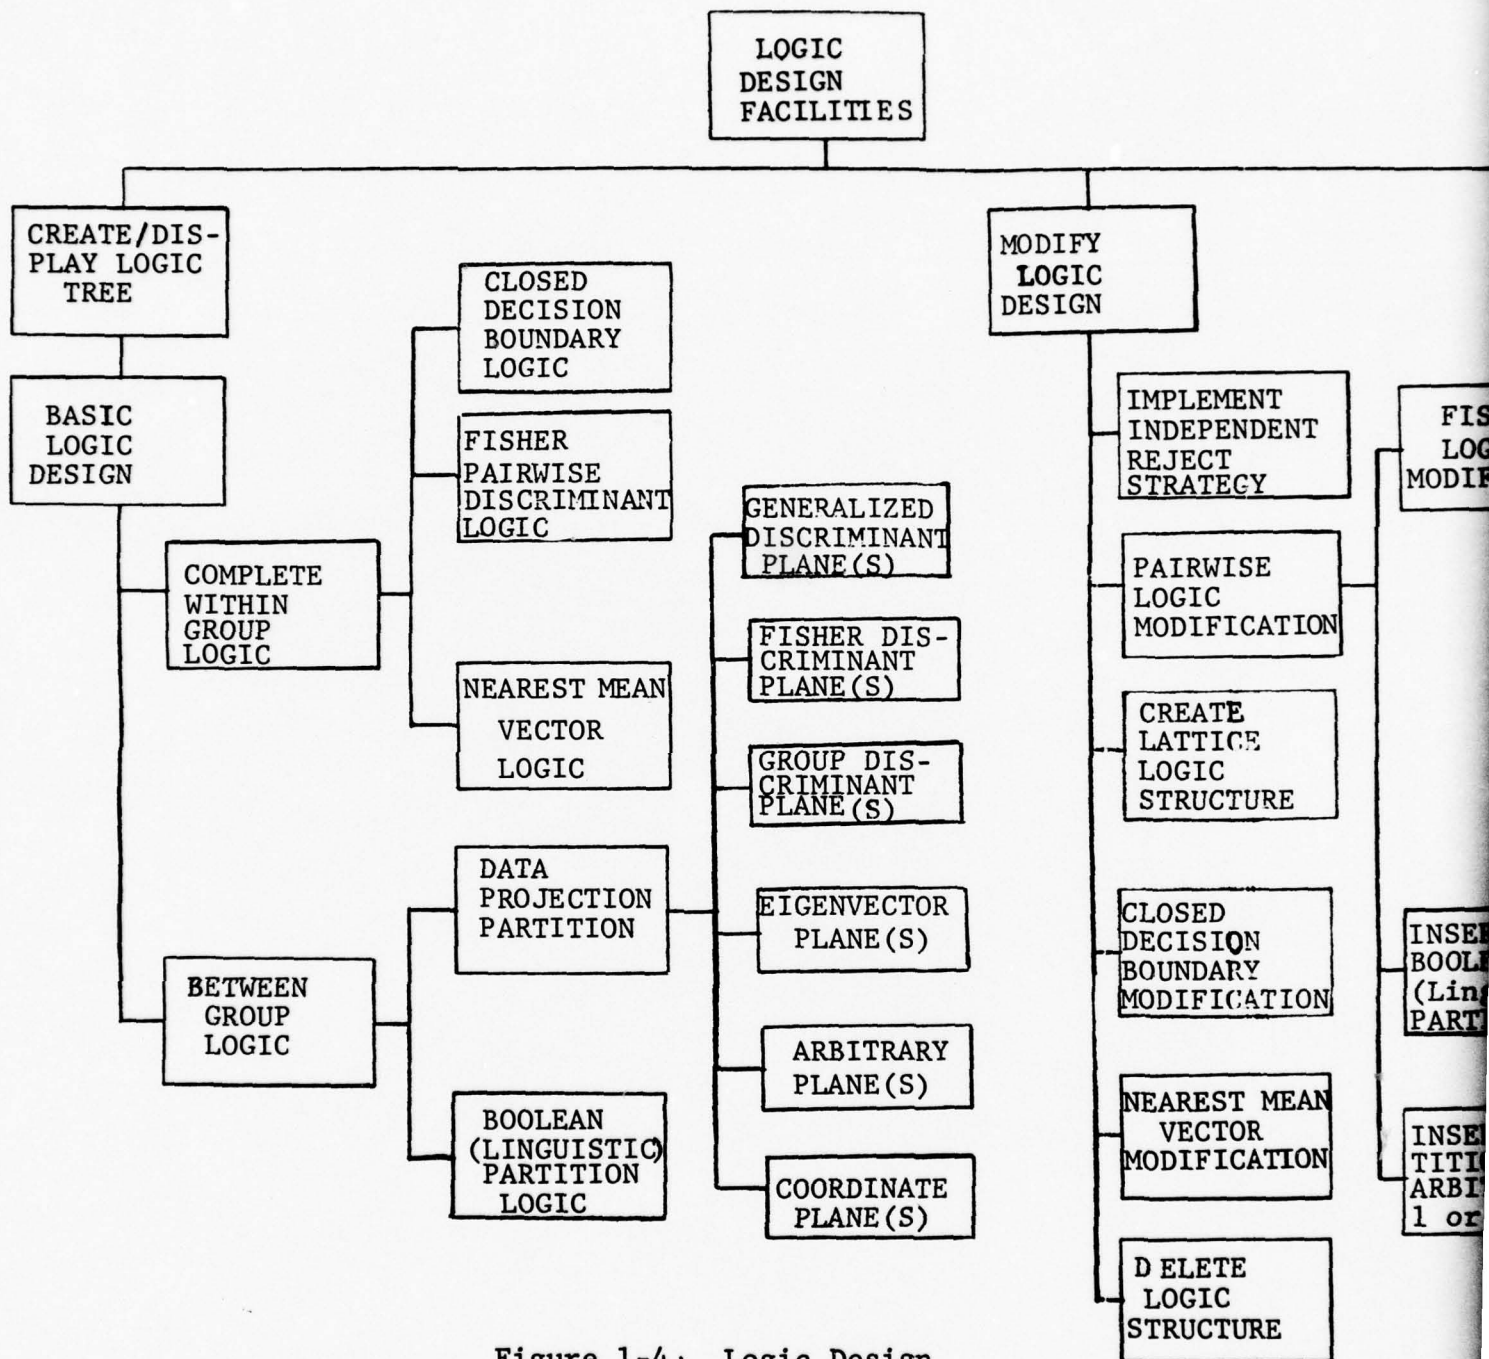 LOGIC
DESIGN
FACILITIES
CREATE/DIS-
PLAY LOGIC
TREE
BASIC
LOGIC
DESIGN
COMPLETE
WITHIN
GROUP
LOGIC
BETWEEN
GROUP
LOGIC
CLOSED
DECISION
BOUNDARY
LOGIC
FISHER
PAIRWISE
DISCRIMINANT
LOGIC
NEAREST MEAN
VECTOR
LOGIC
DATA
PROJECTION
PARTITION
BOOLEAN
(LINGUISTIC)
PARTITION
LOGIC
GENERALIZED
DISCRIMINANT
PLANE(S)
FISHER DIS-
CRIMINANT
PLANE(S)
GROUP DIS-
CRIMINANT
PLANE(S)
EIGENVECTOR
PLANE(S)
ARBITRARY
PLANE(S)
COORDINATE
PLANE(S)
MODIFY
LOGIC
DESIGN
IMPLEMENT
INDEPENDENT
REJECT
STRATEGY
PAIRWISE
LOGIC
MODIFICATION
CREATE
LATTICE
LOGIC
STRUCTURE
CLOSED
DECISION
BOUNDARY
MODIFICATION
NEAREST MEAN
VECTOR
MODIFICATION
DELETE
LOGIC
STRUCTURE
1 or
Figure 1-4: Logic Design